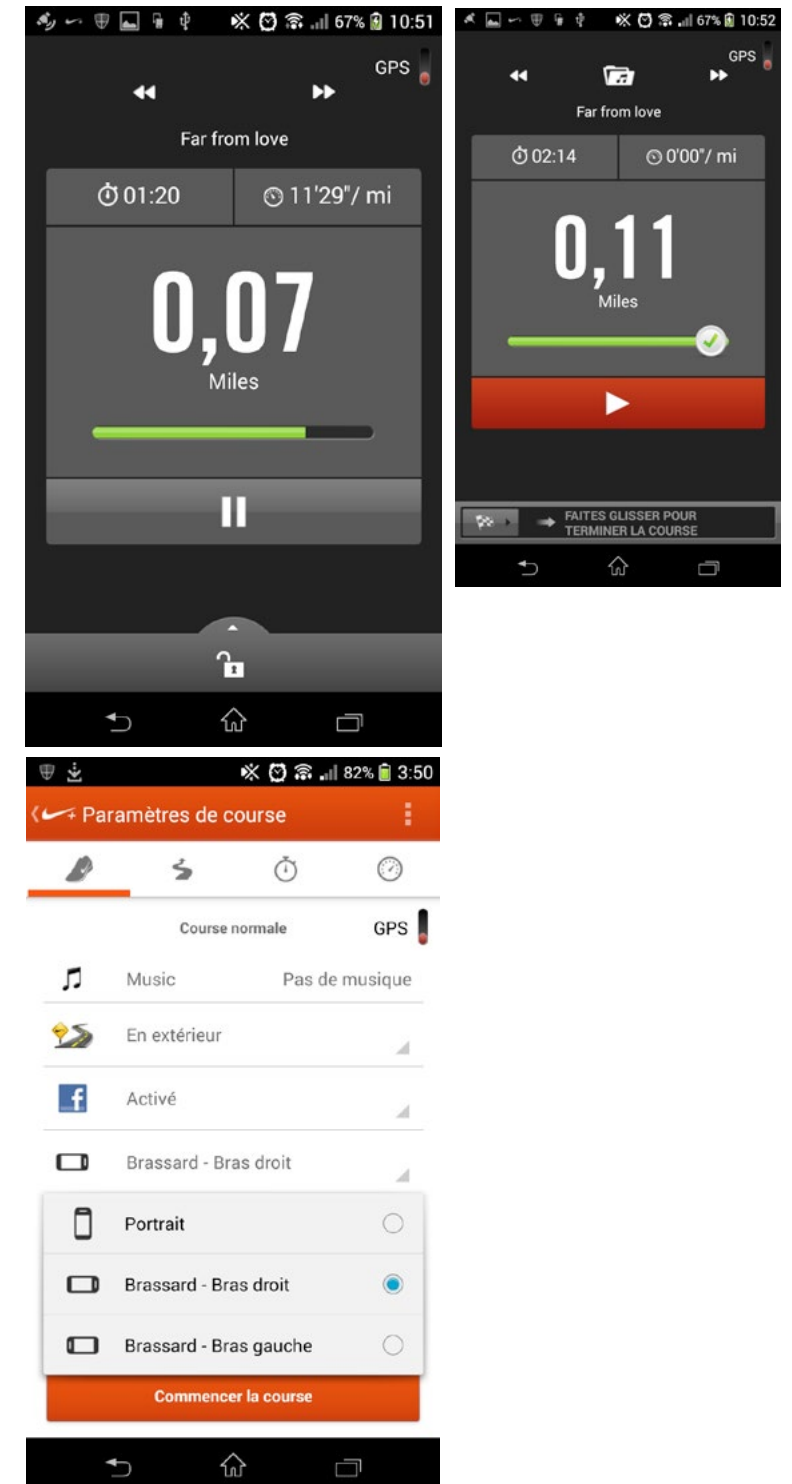 67% 10:51
GPS
Far from love
01:20
11'29"/ mi
0,07
Miles
67% 10:52
GPS
Far from love
02:14
0'00"/ mi
0,11
Miles
FAITES GLISSER POUR
TERMINER LA COURSE
82% 3:50
Paramètres de course
Course normale
GPS
Music Pas de musique
En extérieur
f Activé
Brassard - Bras droit
Portrait
Brassard - Bras droit
Brassard - Bras gauche
Commencer la course